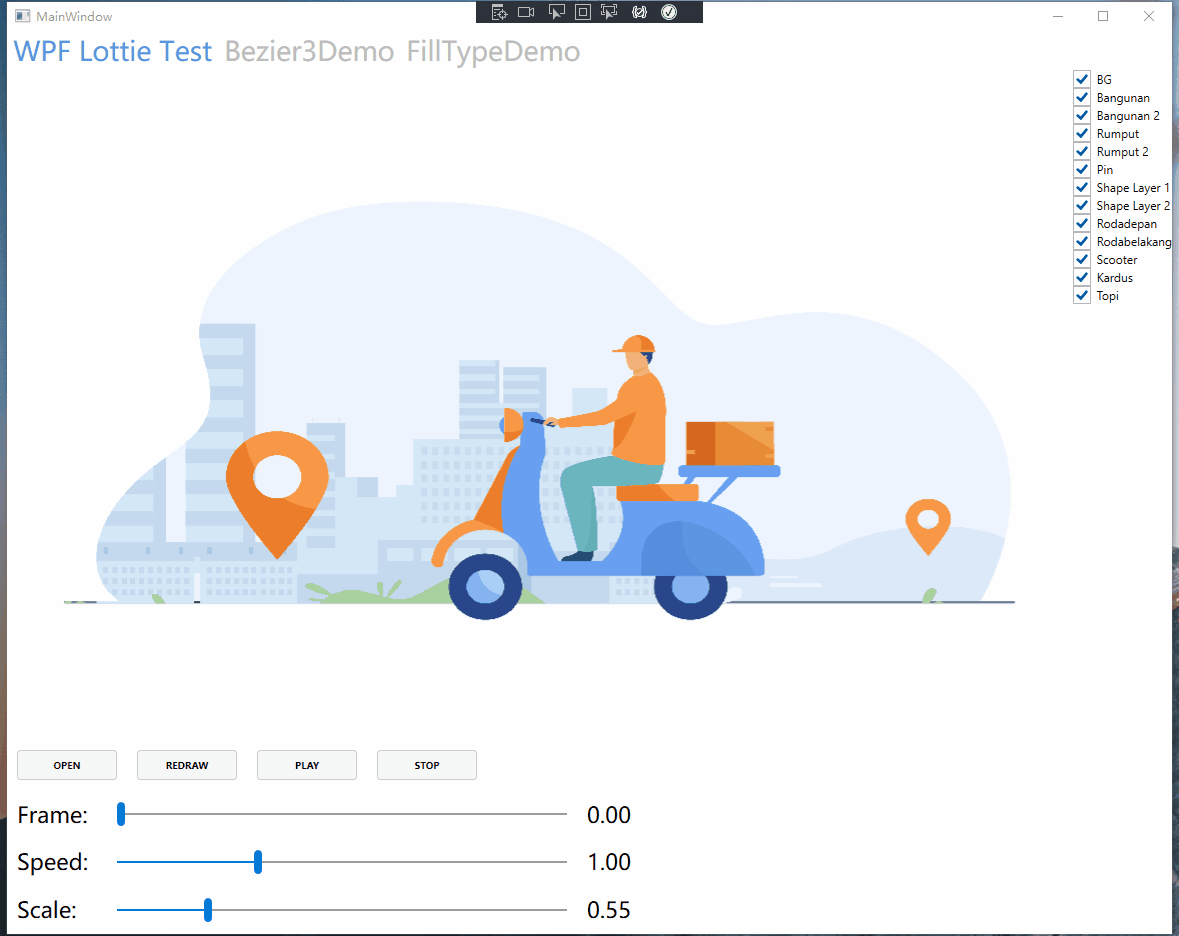 MainWindow
WPF Lottie Test Bezier3Demo FillTypeDemo
BG
Bangunan
Bangunan 2
Rumput
Rumput 2
Pin
Shape Layer 1
Shape Layer 2
Rodadepan
Rodabelakang
Scooter
Kardus
Topi
OPEN REDRAW PLAY STOP
Frame: 0.00
Speed: 1.00
Scale: 0.55